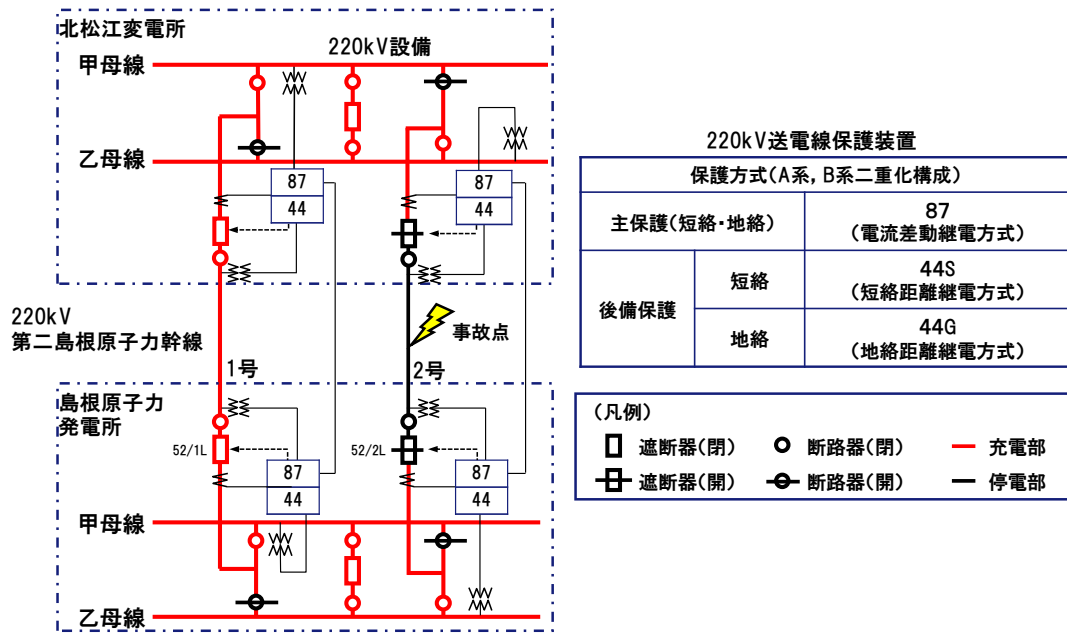 北松江変電所
220kV設備
甲母線
乙母線
87
44
87
44
220kV
第二島根原子力幹線
1号
2号
事故点
島根原子力
発電所
52/1L
52/2L
87
44
87
44
甲母線
乙母線
220kV送電線保護装置
保護方式(A系,B系二重化構成)
主保護(短絡・地絡)
87
(電流差動継電方式)
後備保護
短絡
44S
(短絡距離継電方式)
地絡
44G
(地絡距離継電方式)
(凡例)
遮断器(閉)
断路器(閉)
充電部
遮断器(開)
断路器(開)
停電部